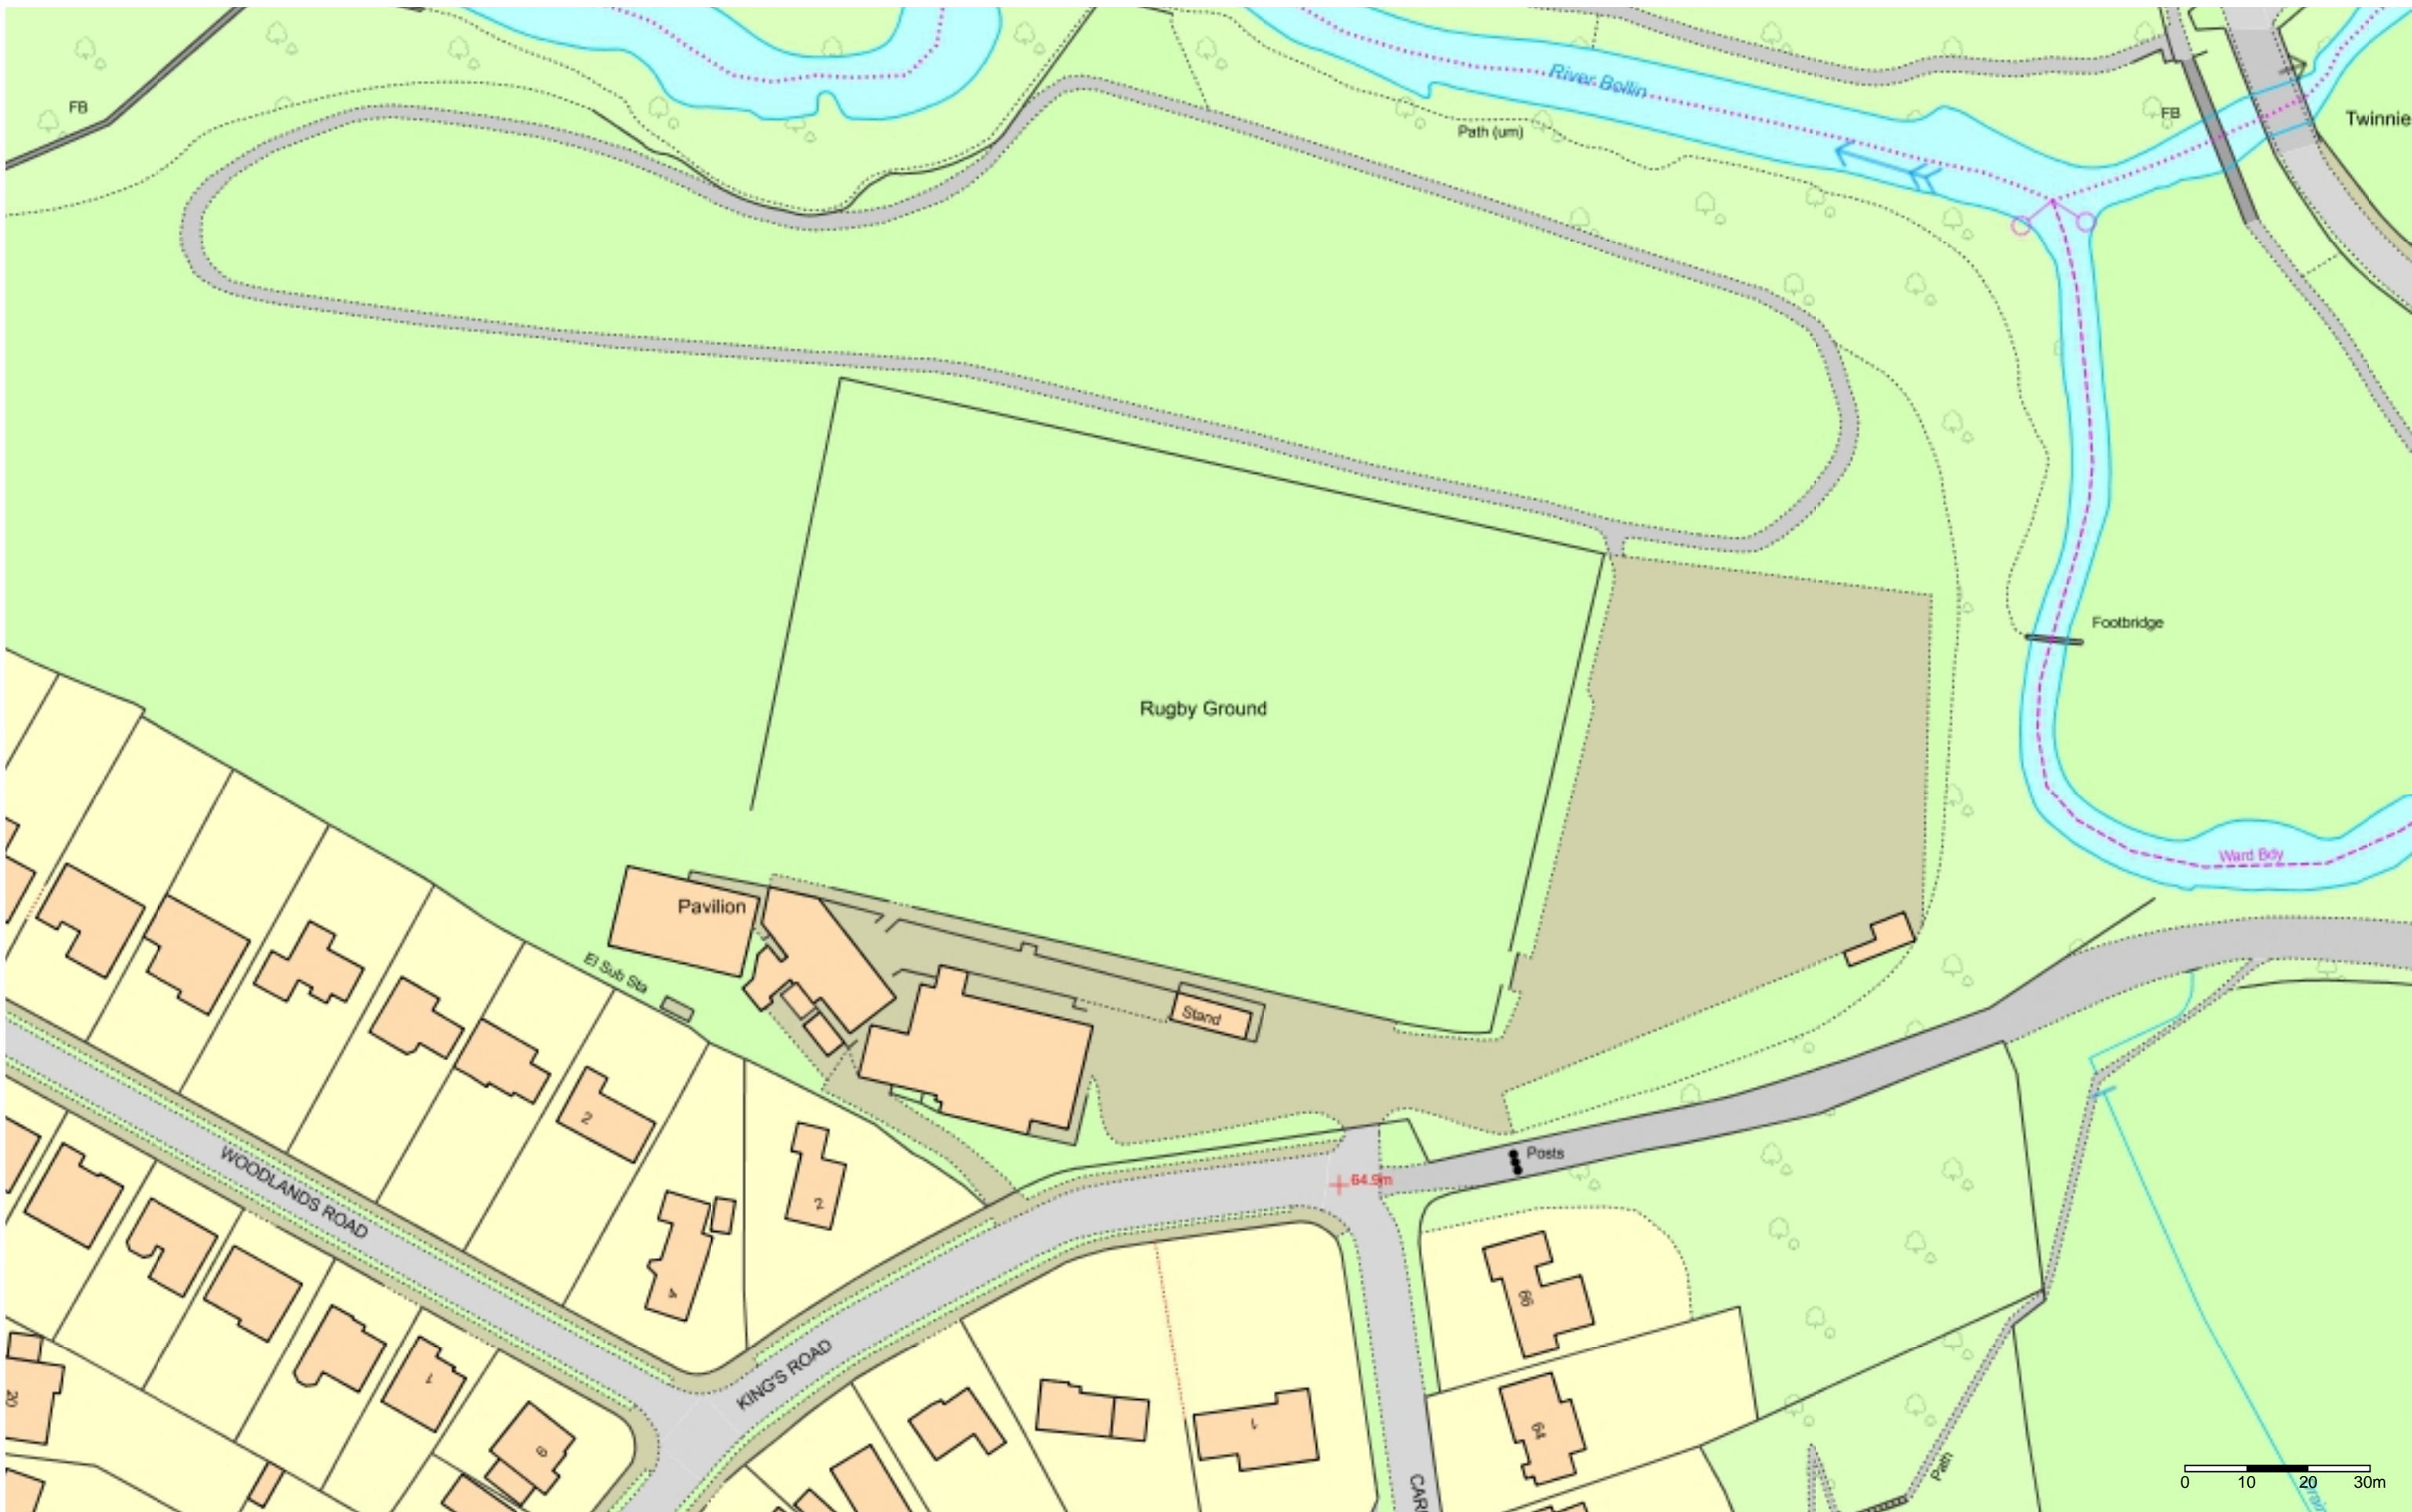 River Bollin
FB
FB
Twinnie
Path (um)
Footbridge
Rugby Ground
Ward Bdy
Pavilion
El Sub Sta
Stand
2
Posts
64.9m
WOODLANDS ROAD
2
4
66
KING'S ROAD
1
20
1
64
Path
0 10 20 30m